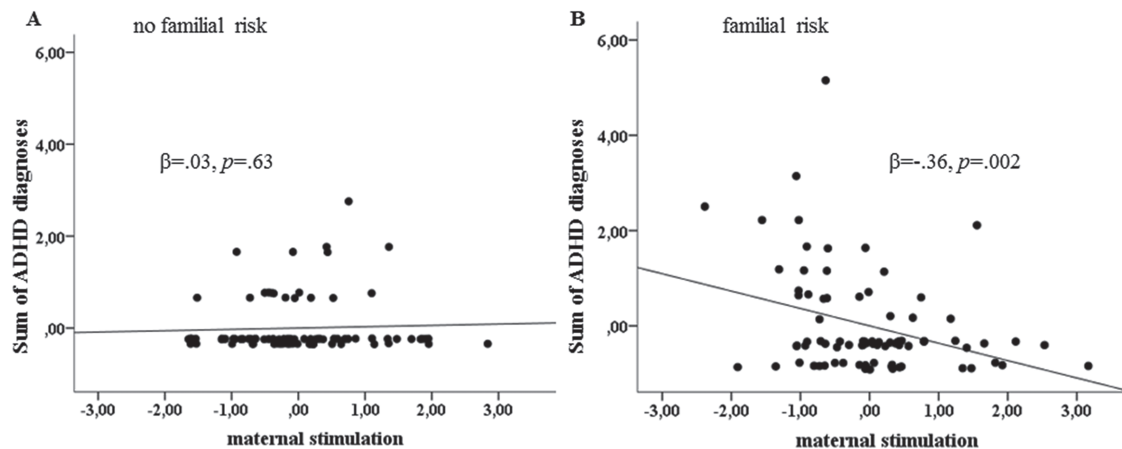 A
no familial risk
Sum of ADHD diagnoses
6,00
4,00
2,00
,00
β=.03, p=.63
-3,00 -2,00 -1,00 ,00 1,00 2,00 3,00
maternal stimulation
B
familial risk
Sum of ADHD diagnoses
6,00
4,00
2,00
,00
β=-.36, p=.002
-3,00 -2,00 -1,00 ,00 1,00 2,00 3,00
maternal stimulation